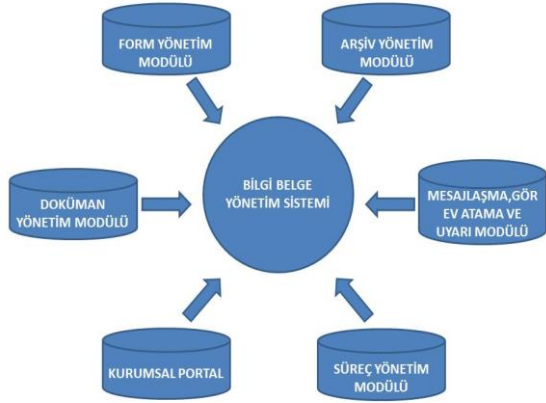 FORM YÖNETİM
MODÜLÜ
ARŞİV YÖNETİM
MODÜLÜ
BİLGİ BELGE
YÖNETİM SİSTEMİ
DOKÜMAN
YÖNETİM MODÜLÜ
MESAJLAŞMA,GÖR
EV ATAMA VE
UYARI MODÜLÜ
KURUMSAL PORTAL
SÜREÇ YÖNETİM
MODÜLÜ